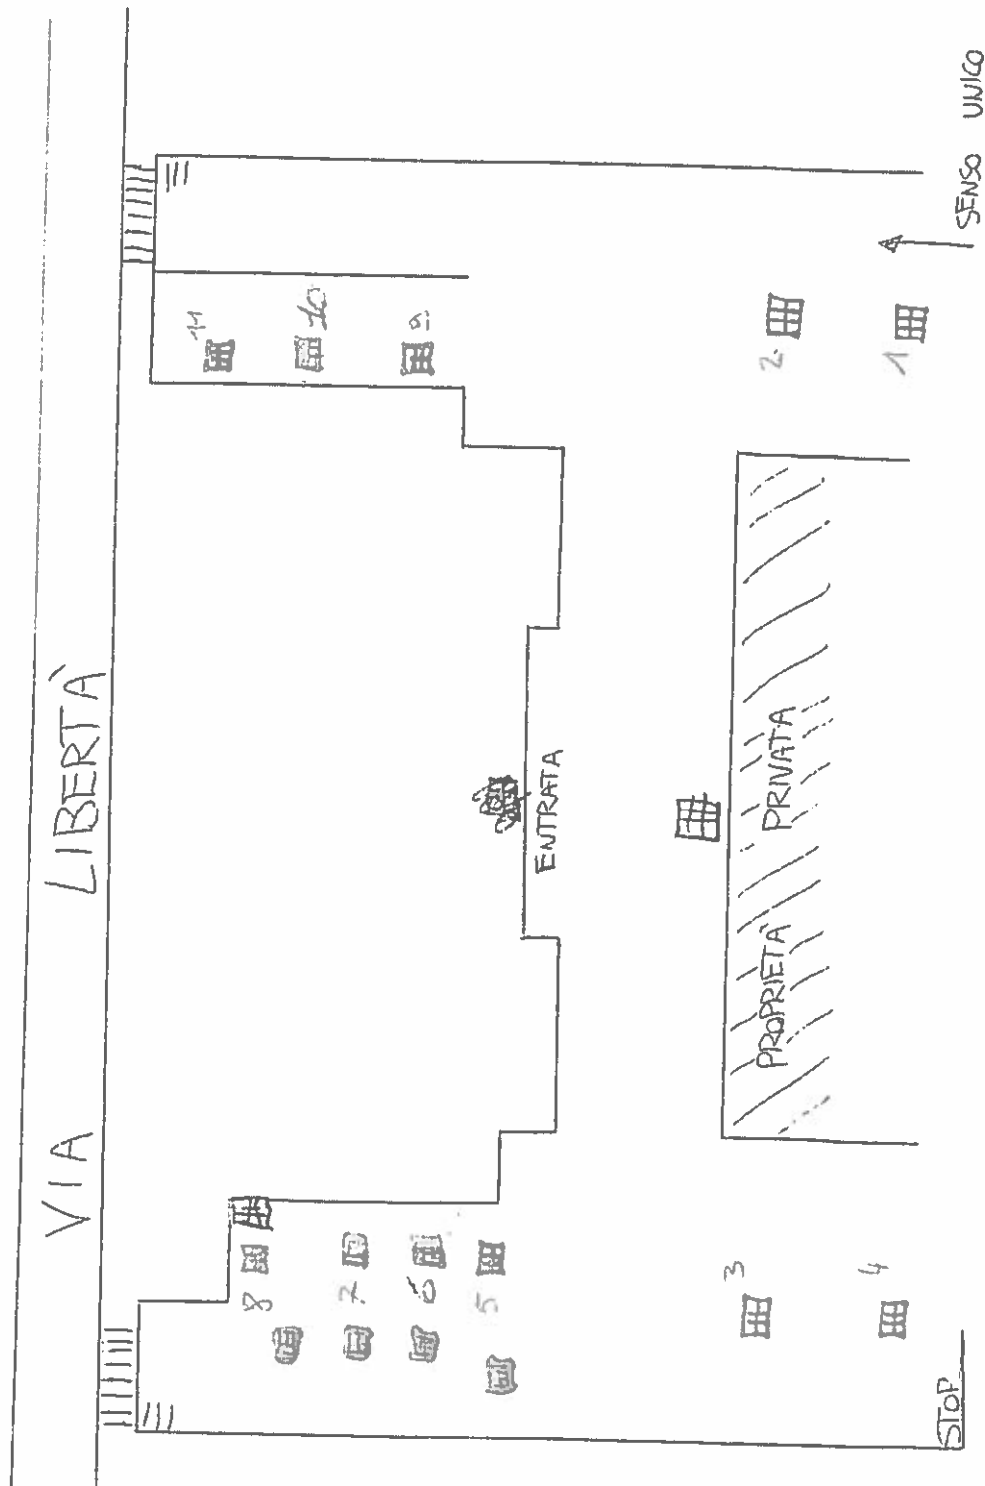 VIA LIBERTÀ
SENSO UNICO
11
10
9
2.
1
ENTRATA
PROPRIETÀ PRIVATA
8
7
6
5
3
4
STOP